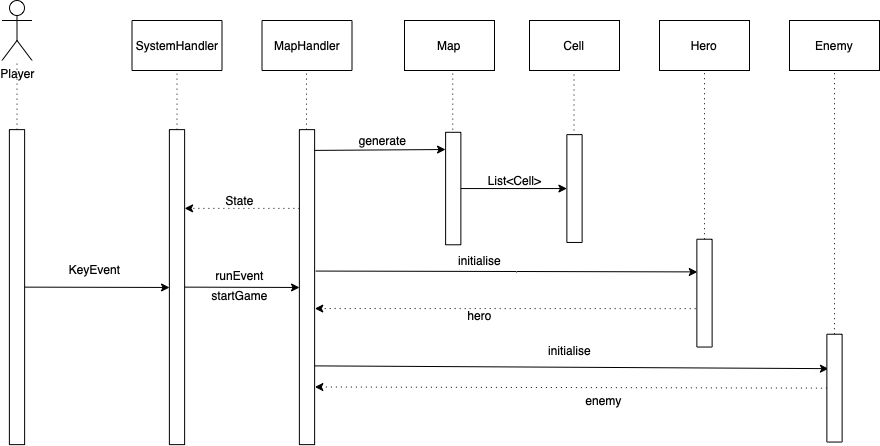 Player
SystemHandler
MapHandler
Map
Cell
Hero
Enemy
generate
List<Cell>
State
initialise
KeyEvent
runEvent
startGame
hero
initialise
enemy